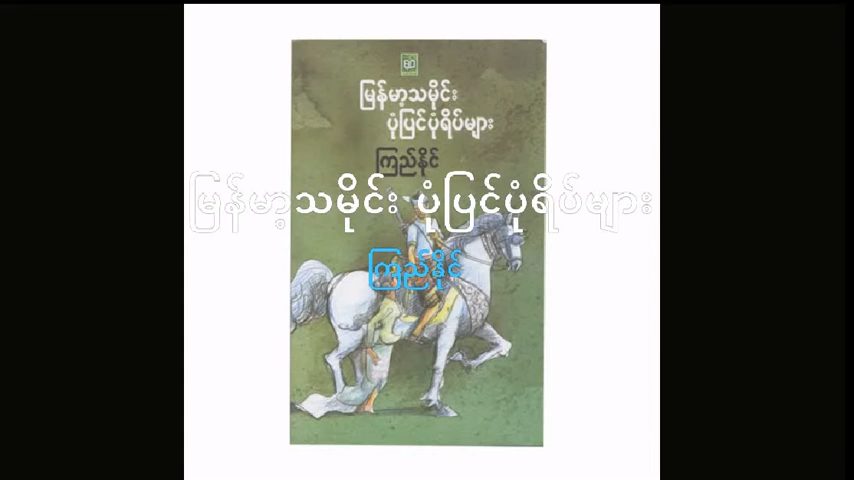 မြန်မာ့သမိုင်း
ပုံပြင်ပုံရိပ်များ
ကြည်နိုင်
မြန်မာ့သမိုင်း ပုံပြင်ပုံရိပ်များ
ကြည်နိုင်